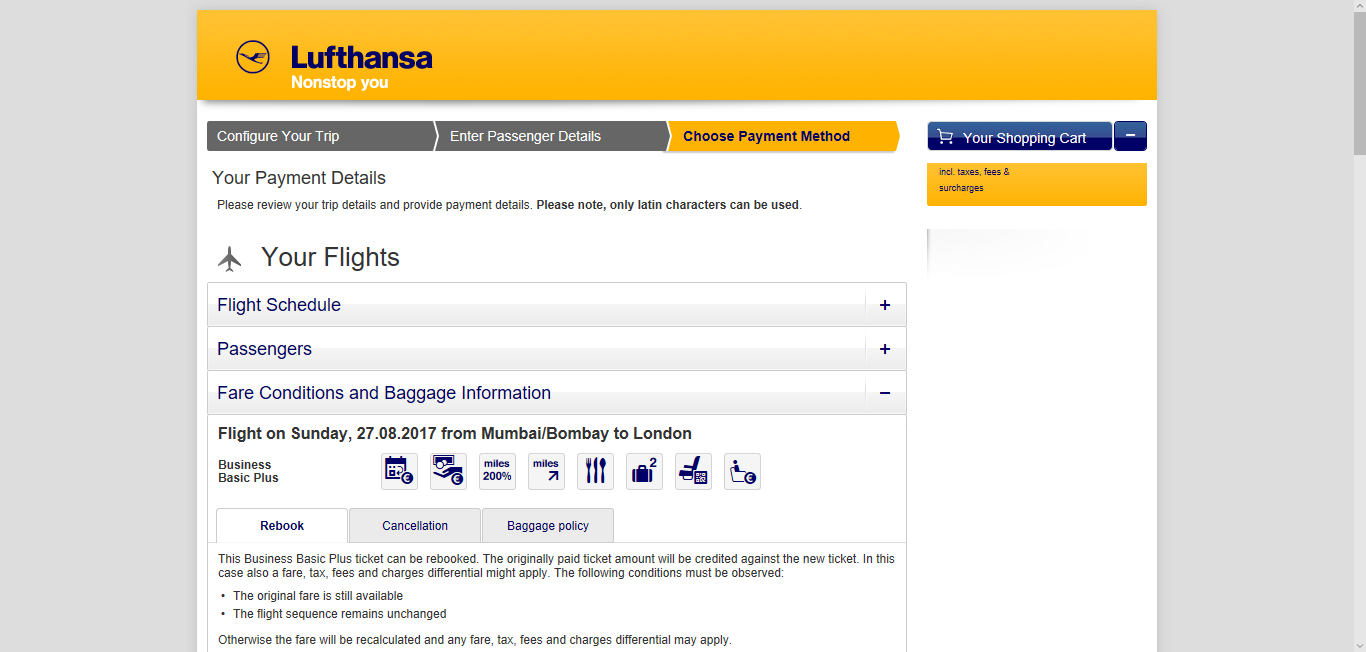 Lufthansa
Nonstop you
Configure Your Trip
Enter Passenger Details
Choose Payment Method
Your Shopping Cart
incl. taxes, fees &
surcharges
Your Payment Details
Please review your trip details and provide payment details. Please note, only latin characters can be used.
Your Flights
Flight Schedule
Passengers
Fare Conditions and Baggage Information
Flight on Sunday, 27.08.2017 from Mumbai/Bombay to London
Business
Basic Plus
€
€
miles
200%
miles
2
€
Rebook
Cancellation
Baggage policy
This Business Basic Plus ticket can be rebooked. The originally paid ticket amount will be credited against the new ticket. In this
case also a fare, tax, fees and charges differential might apply. The following conditions must be observed:
• The original fare is still available
• The flight sequence remains unchanged
Otherwise the fare will be recalculated and any fare, tax, fees and charges differential may apply.